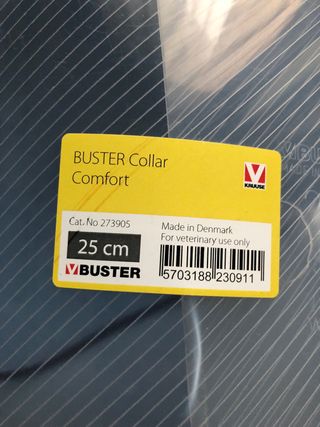 BUSTER Collar
Comfort
KRUUSE
Cat. No 273905
25 cm
BUSTER
Made in Denmark
For veterinary use only
5703188 230911